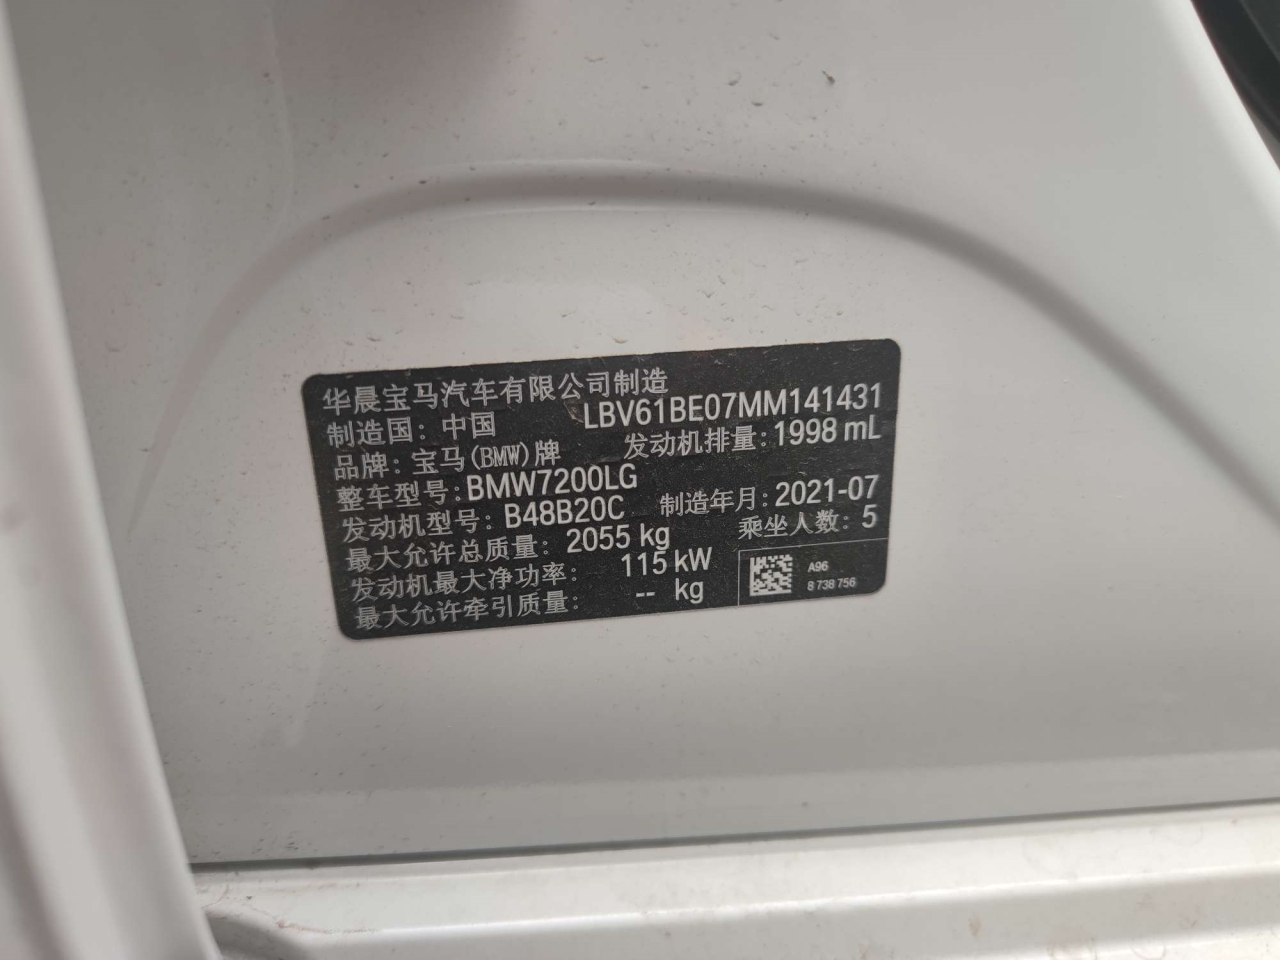 华晨宝马汽车有限公司制造
制造国：中国 LBV61BE07MM141431
品牌：宝马(BMW)牌 发动机排量：1998 mL
整车型号：BMW7200LG
发动机型号：B48B20C 制造年月：2021-07
最大允许总质量：2055 kg 乘坐人数：5
发动机最大净功率：115 kW
最大允许牵引质量：-- kg
A96
8 738 756